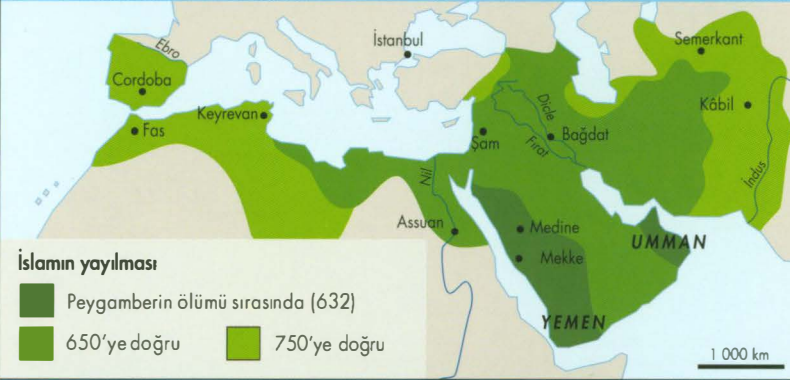 İstanbul
Semerkant
Ebro
Cordoba
Keyrevan
Fas
Kâbil
Dicle
Bağdat
Şam
Fırat
İndus
Nil
Assuan
Medine
UMMAN
Mekke
YEMEN
İslamın yayılması
Peygamberin ölümü sırasında (632)
650'ye doğru
750'ye doğru
1 000 km